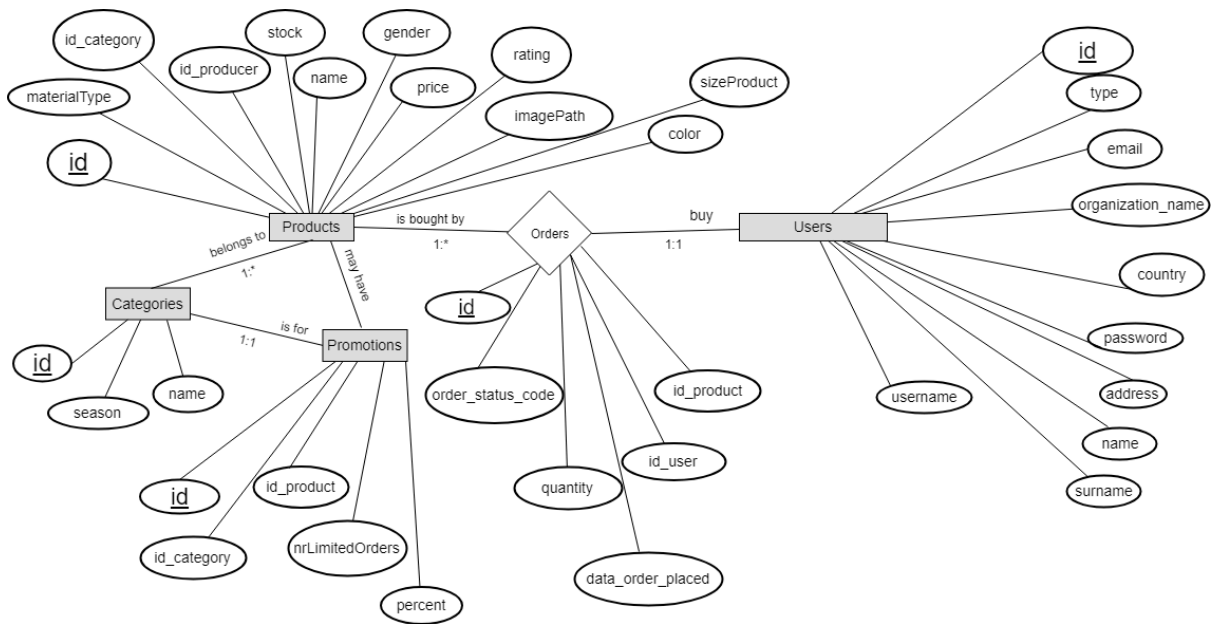 id_category
stock
gender
rating
id_producer
name
price
sizeProduct
materialType
imagePath
color
id
Products
is bought by
1:*
Orders
buy
1:1
Users
id
type
email
organization_name
country
password
address
name
surname
username
belongs to
1:*
may have
Categories
is for
1:1
Promotions
id
season
name
id
order_status_code
id_product
id_user
quantity
data_order_placed
id
id_category
id_product
nrLimitedOrders
percent